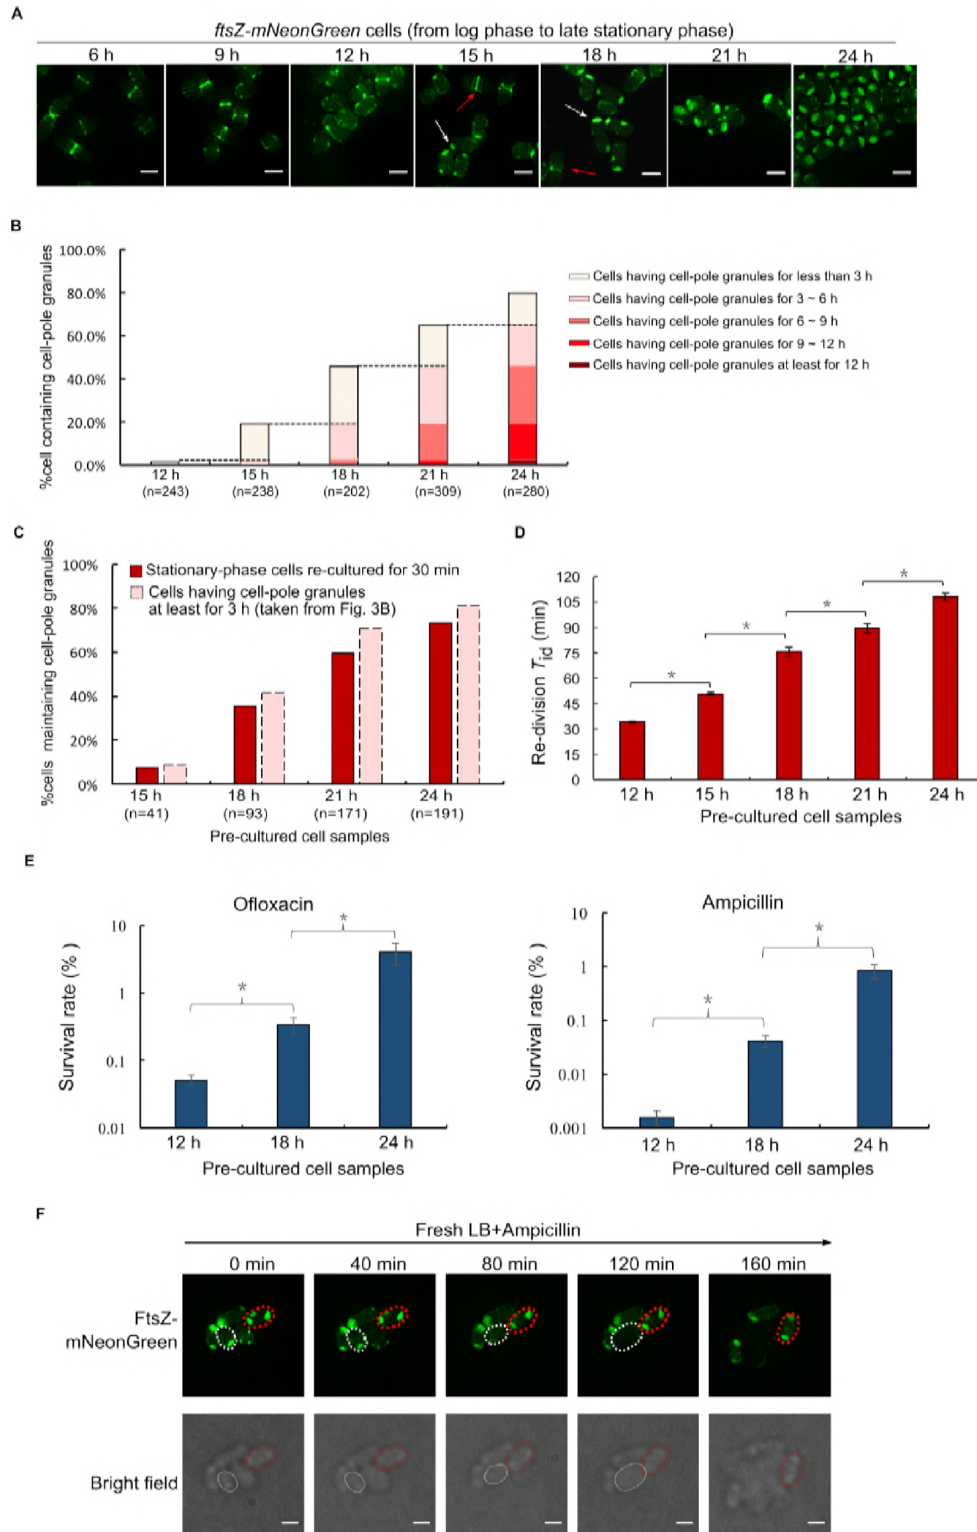 A
ftsZ-mNeonGreen cells (from log phase to late stationary phase)
6 h 9 h 12 h 15 h 18 h 21 h 24 h
B
%cell containing cell-pole granules
100.0%
80.0%
60.0%
40.0%
20.0%
0.0%
12 h 15 h 18 h 21 h 24 h
(n=243) (n=238) (n=202) (n=309) (n=280)
Cells having cell-pole granules for less than 3 h
Cells having cell-pole granules for 3 ~ 6 h
Cells having cell-pole granules for 6 ~ 9 h
Cells having cell-pole granules for 9 ~ 12 h
Cells having cell-pole granules at least for 12 h
C
%cells maintaining cell-pole granules
100%
80%
60%
40%
20%
0%
Stationary-phase cells re-cultured for 30 min
Cells having cell-pole granules
at least for 3 h (taken from Fig. 3B)
15 h 18 h 21 h 24 h
(n=41) (n=93) (n=171) (n=191)
Pre-cultured cell samples
D
Re-division Tid (min)
120
105
90
75
60
45
30
15
0
* * * *
12 h 15 h 18 h 21 h 24 h
Pre-cultured cell samples
E
Ofloxacin
Survival rate (% )
10
1
0.1
0.01
* *
12 h 18 h 24 h
Pre-cultured cell samples
Ampicillin
Survival rate (% )
10
1
0.1
0.01
0.001
* *
12 h 18 h 24 h
Pre-cultured cell samples
F
Fresh LB+Ampicillin
0 min 40 min 80 min 120 min 160 min
FtsZ-
mNeonGreen
Bright field